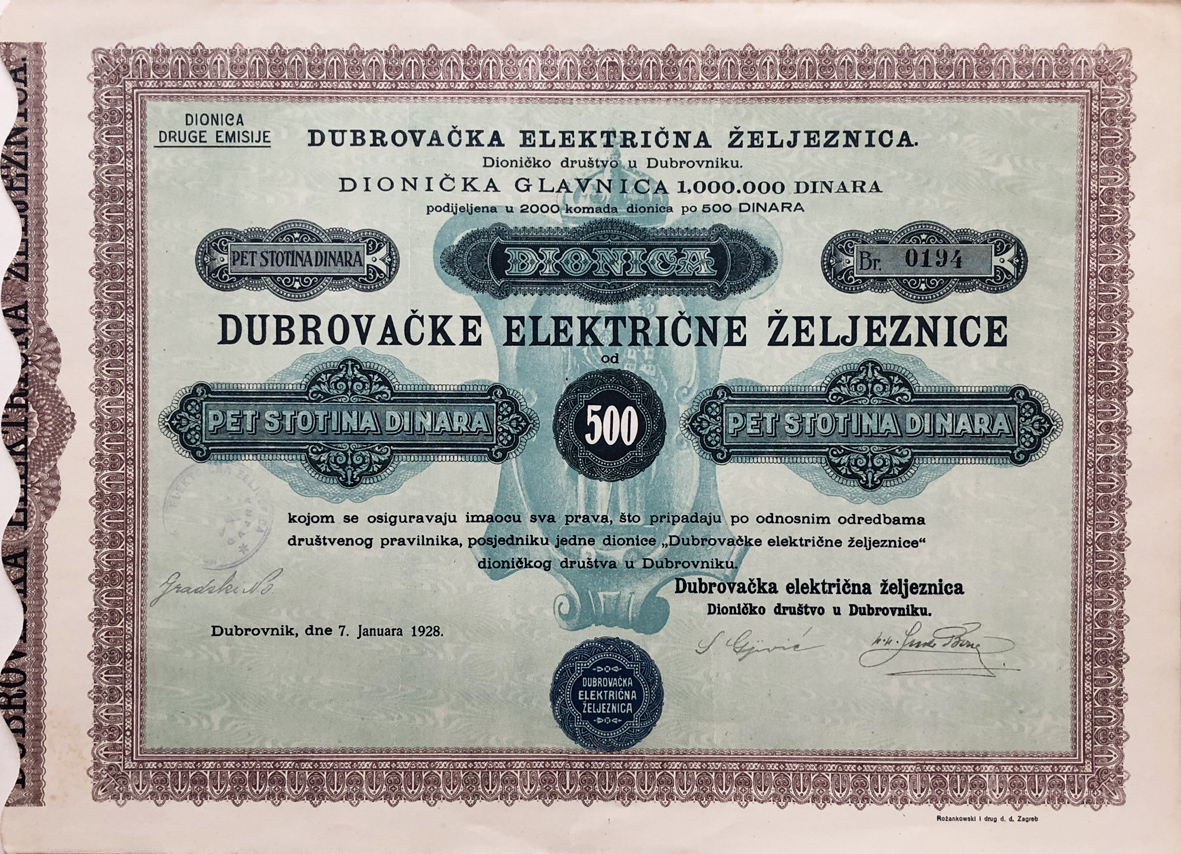 DUBROVAČKA ELEKTRIČNA ŽELJEZNICA.
DIONICA
DRUGE EMISIJE
DUBROVAČKA ELEKTRIČNA ŽELJEZNICA.
Dioničko društvo u Dubrovniku.
DIONIČKA GLAVNICA 1,000.000 DINARA
podijeljena u 2000 komada dionica po 500 DINARA
PET STOTINA DINARA
DIONICA
Br. 0194
DUBROVAČKE ELEKTRIČNE ŽELJEZNICE
od
PET STOTINA DINARA
500
PET STOTINA DINARA
kojom se osiguravaju imaocu sva prava, što pripadaju po odnosnim odredbama
društvenog pravilnika, posjedniku jedne dionice „Dubrovačke električne željeznice“
dioničkog društva u Dubrovniku.
Dubrovačka električna željeznica
Dioničko društvo u Dubrovniku.
Gradski
Dubrovnik, dne 7. Januara 1928.
DUBROVAČKA
ELEKTRIČNA
ŽELJEZNICA
Rožankowski i drug d. d. Zagreb